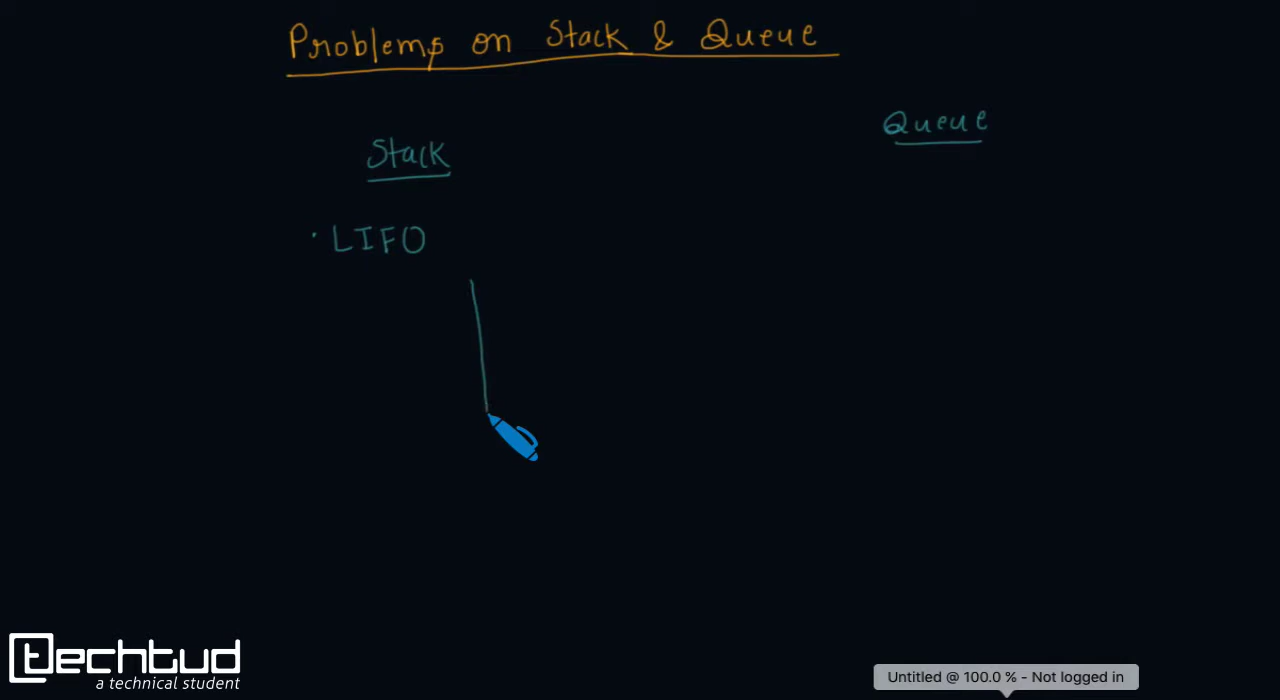 Problems on Stack & Queue
Queue
Stack
· LIFO
techtud
a technical student
Untitled @ 100.0 % - Not logged in